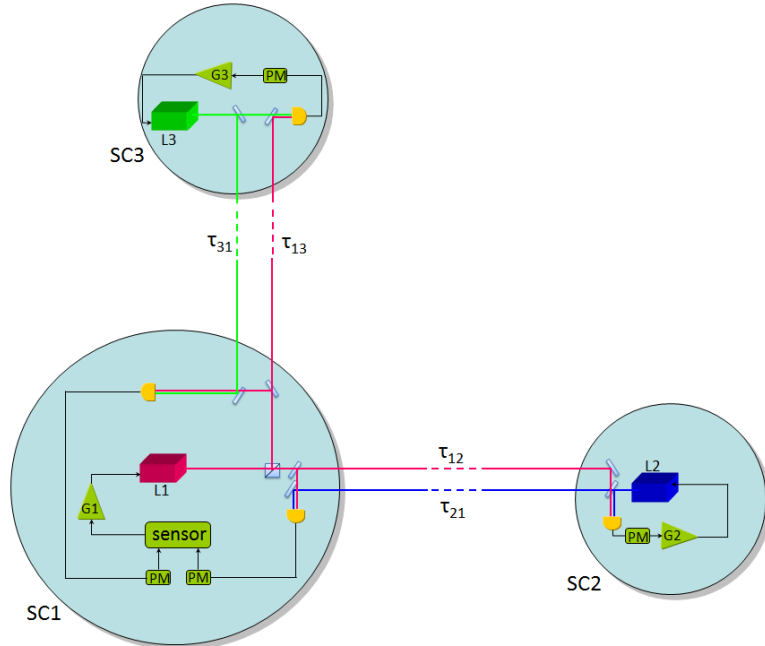 G3
PM
L3
SC3
τ31
τ13
L1
τ12
L2
τ21
G1
sensor
PM
PM
PM
G2
SC1
SC2